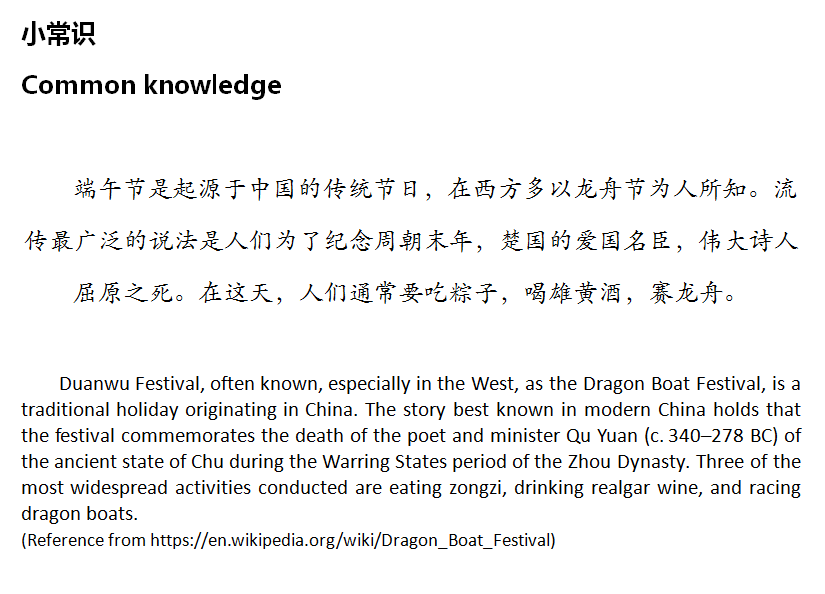 小常识
Common knowledge
端午节是起源于中国的传统节日，在西方多以龙舟节为人所知。流
传最广泛的说法是人们为了纪念周朝末年，楚国的爱国名臣，伟大诗人
屈原之死。在这天，人们通常要吃粽子，喝雄黄酒，赛龙舟。
Duanwu Festival, often known, especially in the West, as the Dragon Boat Festival, is a
traditional holiday originating in China. The story best known in modern China holds that
the festival commemorates the death of the poet and minister Qu Yuan (c. 340–278 BC) of
the ancient state of Chu during the Warring States period of the Zhou Dynasty. Three of the
most widespread activities conducted are eating zongzi, drinking realgar wine, and racing
dragon boats.
(Reference from https://en.wikipedia.org/wiki/Dragon_Boat_Festival)